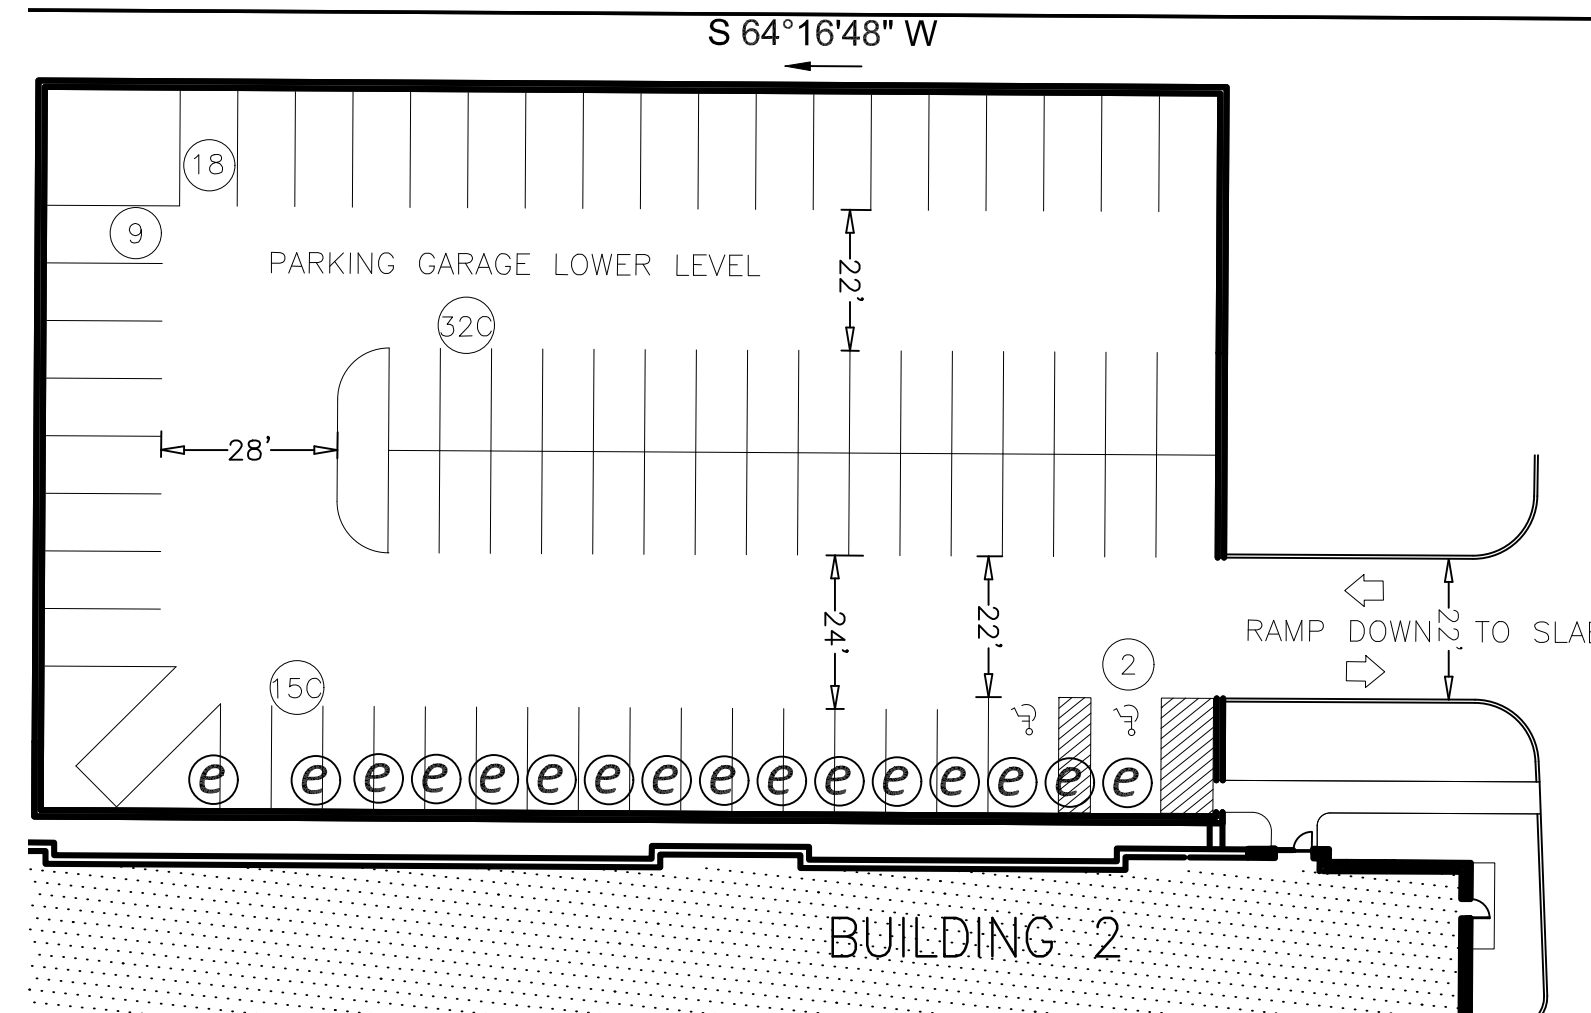 S 64°16'48" W
18
9
PARKING GARAGE LOWER LEVEL
22'
32C
28'
24'
22'
RAMP DOWN TO
22'
2
15C
e e e e e e e e e e e e e e e e
BUILDING 2